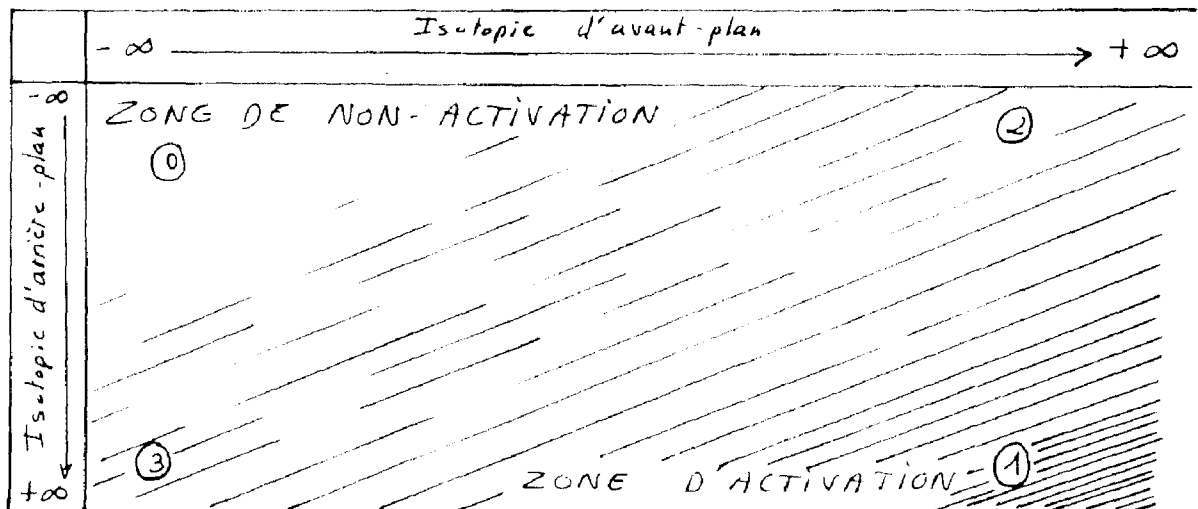 Isotopie d'avant-plan
- ∞ + ∞
- ∞
Isotopie d'arrière-plan
+ ∞
ZONE DE NON-ACTIVATION
0
2
3
1
ZONE D'ACTIVATION